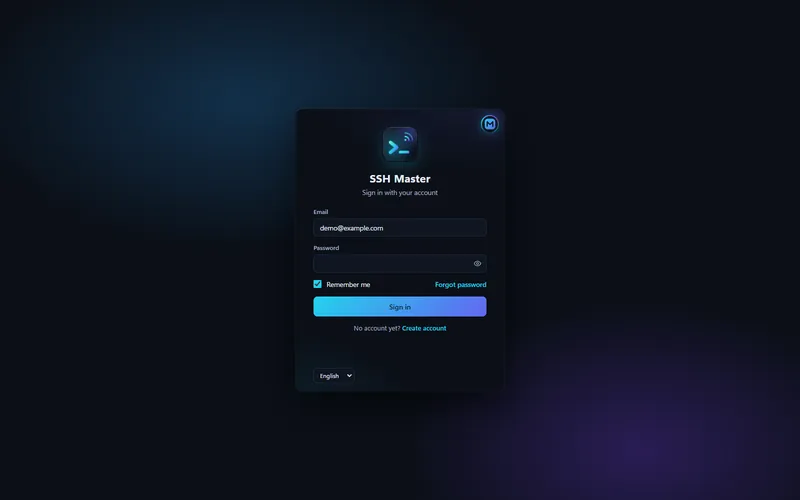 SSH Master
Sign in with your account
Email
demo@example.com
Password
Remember me
Forgot password
Sign in
No account yet? Create account
English